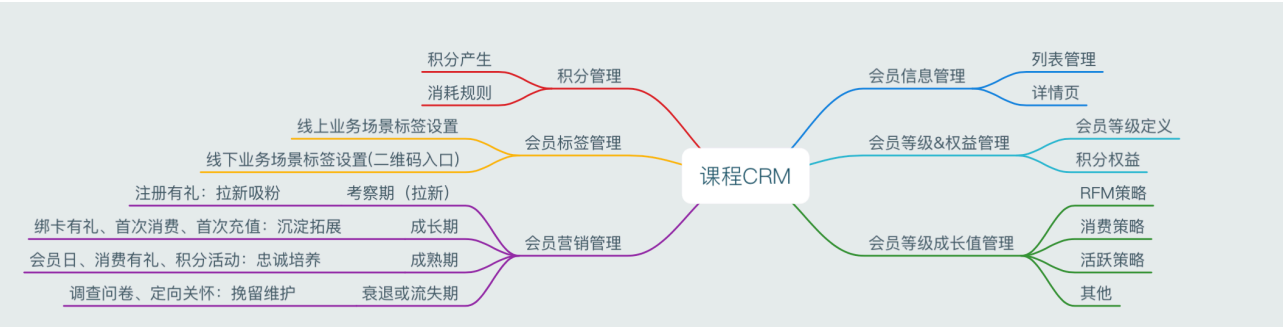 课程CRM
积分管理
积分产生
消耗规则
会员标签管理
线上业务场景标签设置
线下业务场景标签设置(二维码入口)
会员营销管理
考察期（拉新）
注册有礼：拉新吸粉
成长期
绑卡有礼、首次消费、首次充值：沉淀拓展
成熟期
会员日、消费有礼、积分活动：忠诚培养
衰退或流失期
调查问卷、定向关怀：挽留维护
会员信息管理
列表管理
详情页
会员等级&权益管理
会员等级定义
积分权益
会员等级成长值管理
RFM策略
消费策略
活跃策略
其他